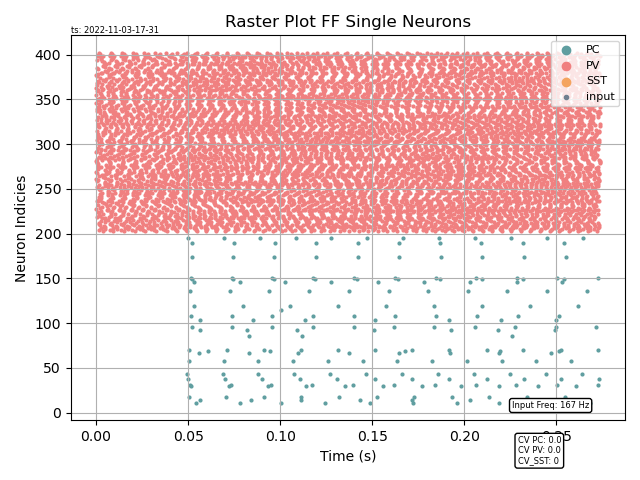 Raster Plot FF Single Neurons
ts: 2022-11-03-17-31
PC
PV
SST
input
400
350
300
250
200
150
100
50
0
Neuron Indicies
Input Freq: 167 Hz
0.00 0.05 0.10 0.15 0.20 0.25
Time (s)
CV PC: 0.0
CV PV: 0.0
CV_SST: 0